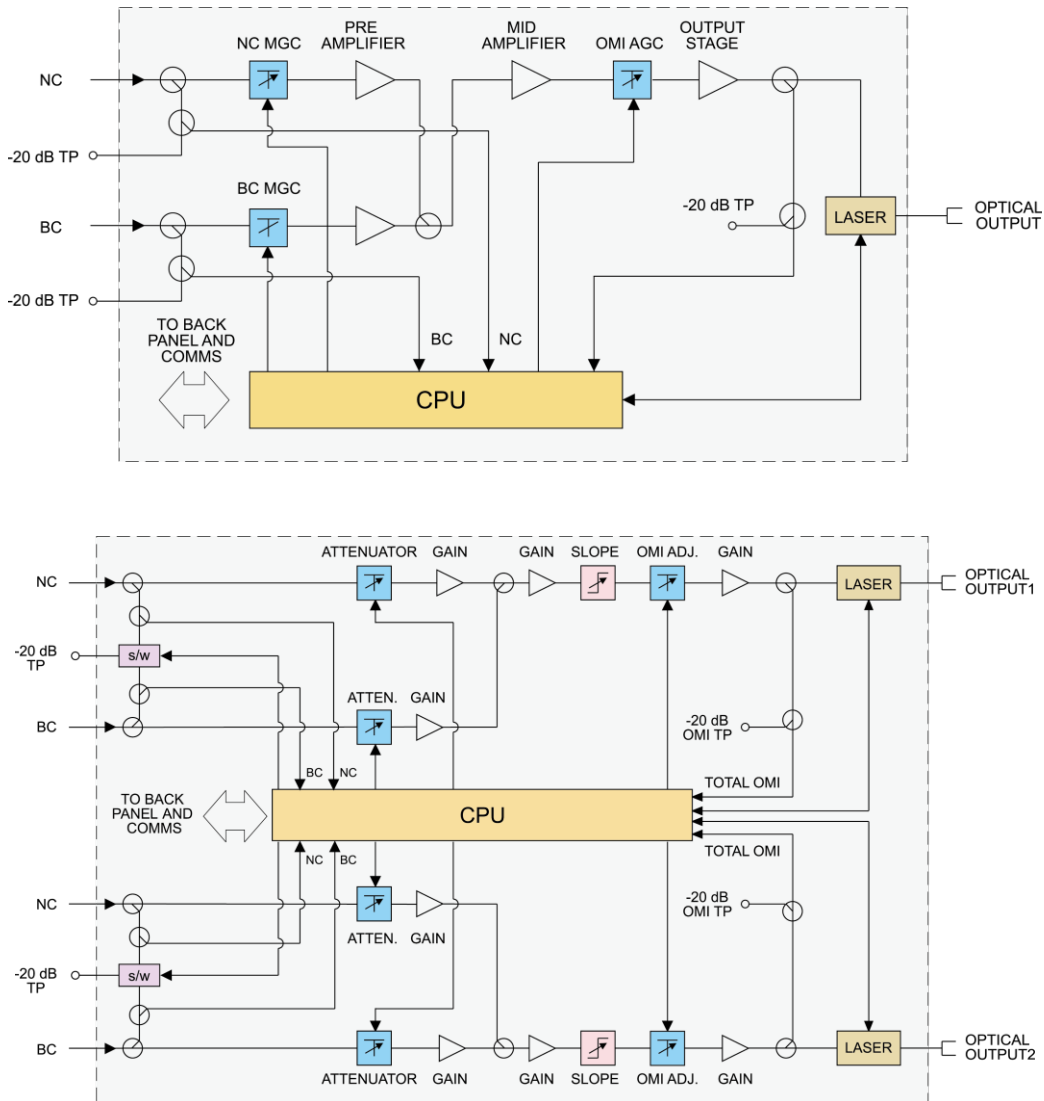 PRE
AMPLIFIER
MID
AMPLIFIER
OUTPUT
STAGE
NC MGC
OMI AGC
NC
-20 dB TP
BC MGC
BC
-20 dB TP
-20 dB TP
LASER
OPTICAL
OUTPUT
TO BACK
PANEL AND
COMMS
BC
NC
CPU
ATTENUATOR
GAIN
GAIN
SLOPE
OMI ADJ.
GAIN
NC
LASER
OPTICAL
OUTPUT1
-20 dB
TP
s/w
ATTEN.
GAIN
BC
-20 dB
OMI TP
BC
NC
TOTAL OMI
TO BACK
PANEL AND
COMMS
CPU
TOTAL OMI
NC
BC
NC
-20 dB
OMI TP
ATTEN.
GAIN
-20 dB
TP
s/w
BC
LASER
OPTICAL
OUTPUT2
ATTENUATOR
GAIN
GAIN
SLOPE
OMI ADJ.
GAIN